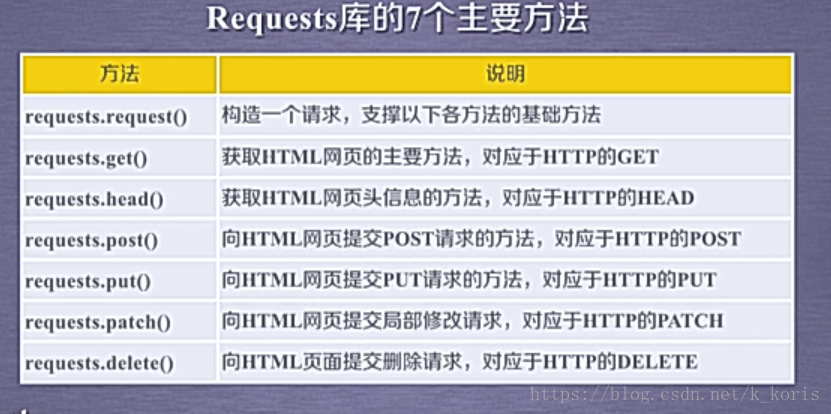 Requests库的7个主要方法
方法 说明
requests.request() 构造一个请求，支撑以下各方法的基础方法
requests.get() 获取HTML网页的主要方法，对应于HTTP的GET
requests.head() 获取HTML网页头信息的方法，对应于HTTP的HEAD
requests.post() 向HTML网页提交POST请求的方法，对应于HTTP的POST
requests.put() 向HTML网页提交PUT请求的方法，对应于HTTP的PUT
requests.patch() 向HTML网页提交局部修改请求，对应于HTTP的PATCH
requests.delete() 向HTML页面提交删除请求，对应于HTTP的DELETE
https://blog.csdn.net/k_koris